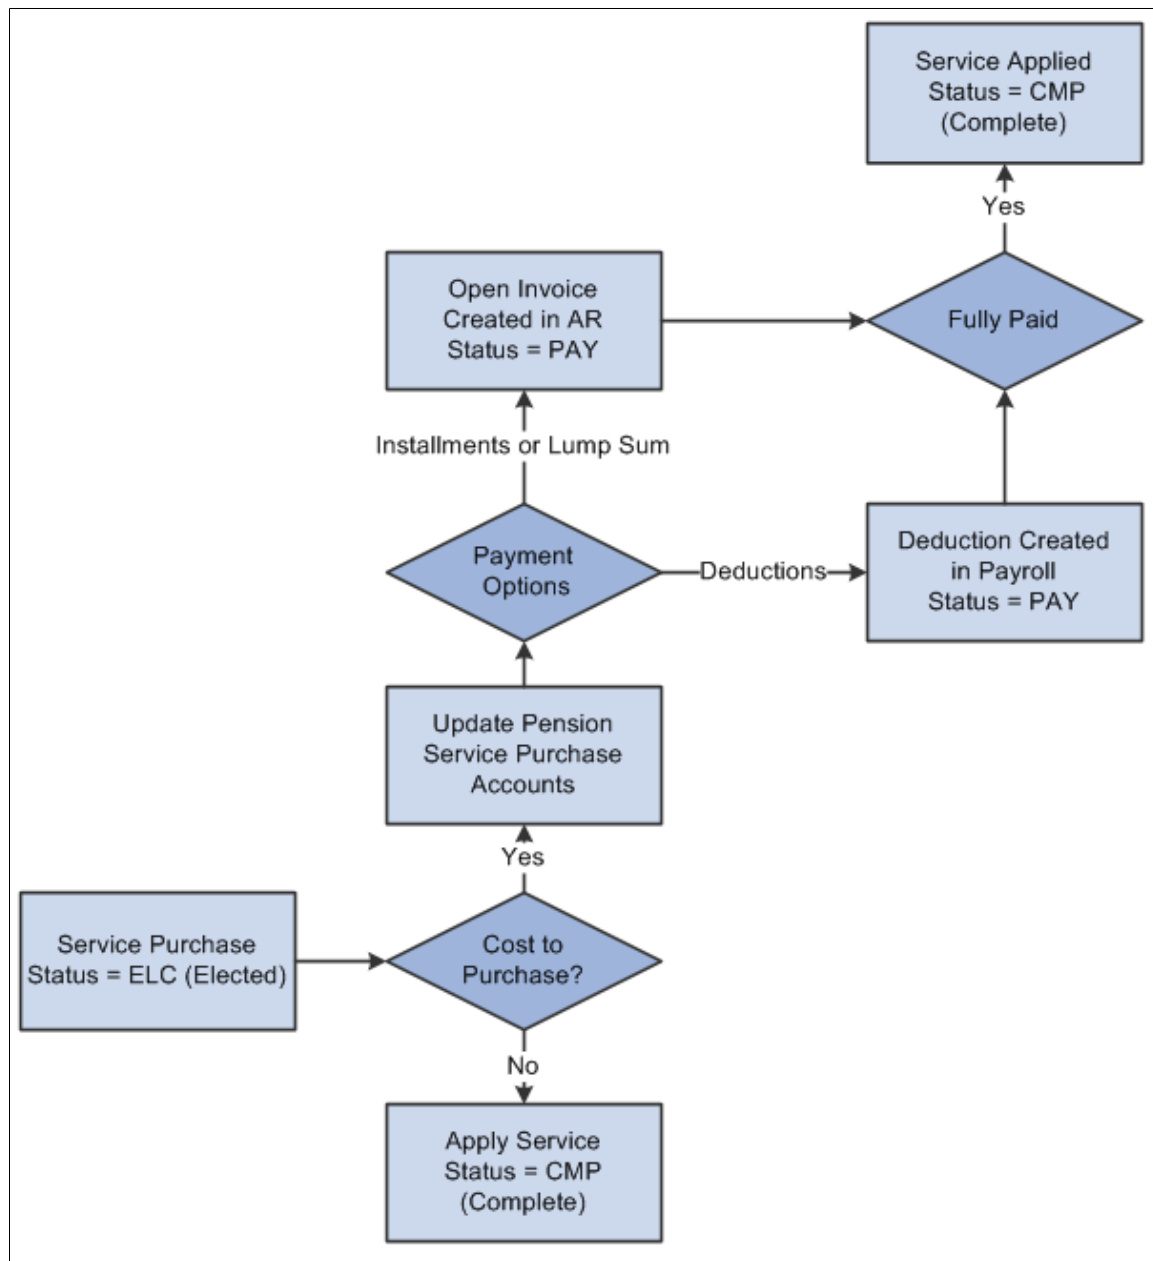 Service Applied
Status = CMP
(Complete)
Yes
Open Invoice
Created in AR
Status = PAY
Fully Paid
Installments or Lump Sum
Payment
Options
Deductions
Deduction Created
in Payroll
Status = PAY
Update Pension
Service Purchase
Accounts
Yes
Service Purchase
Status = ELC (Elected)
Cost to
Purchase?
No
Apply Service
Status = CMP
(Complete)